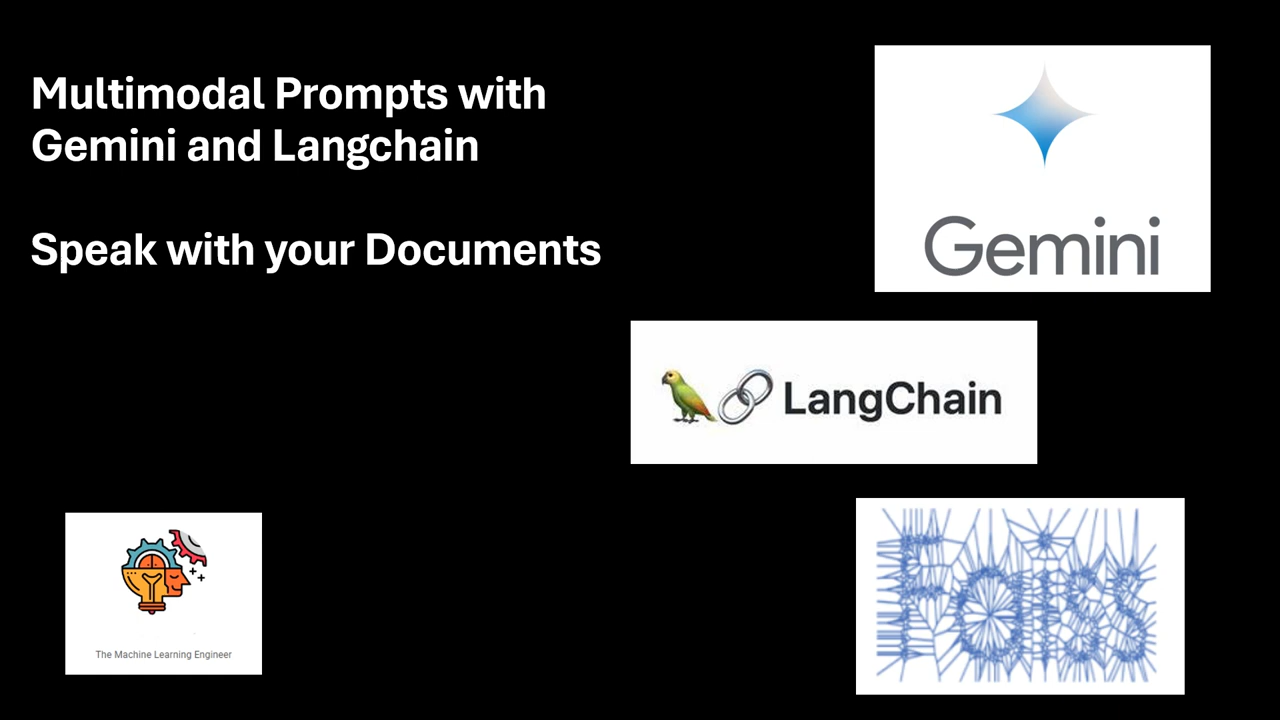 Multimodal Prompts with
Gemini and Langchain
Speak with your Documents
Gemini
LangChain
The Machine Learning Engineer
Faiss